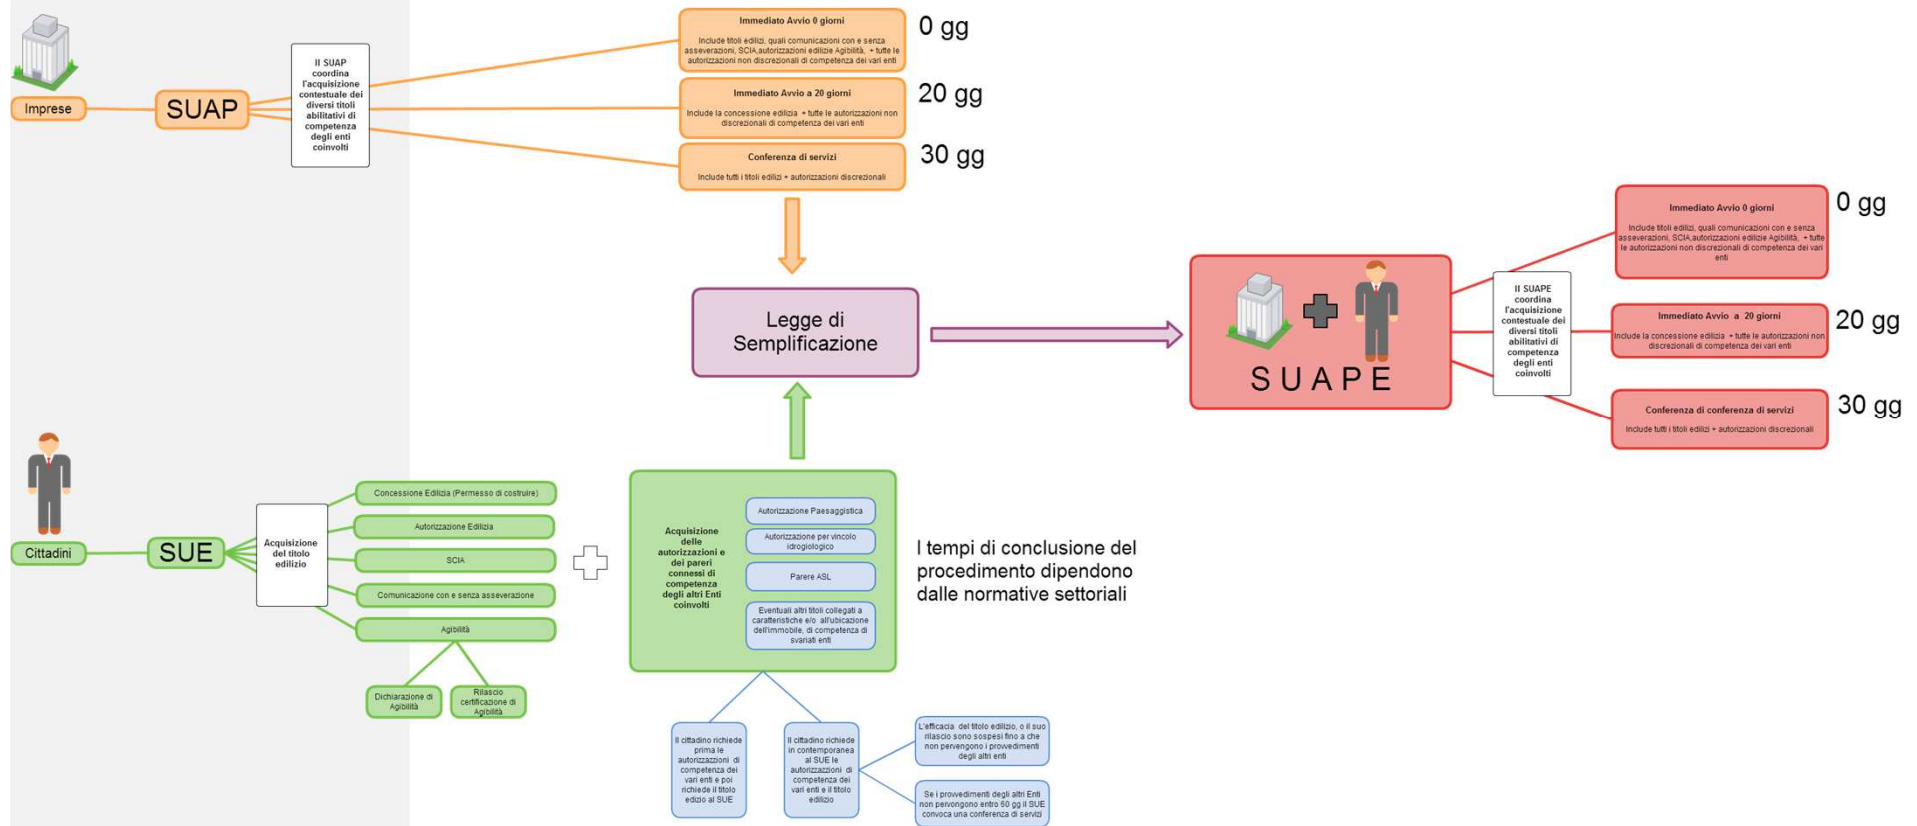 Imprese
SUAP
Il SUAP
coordina
l'acquisizione
contestuale dei
diversi titoli
abilitativi di
competenza
degli enti
coinvolti
Immediato Avvio 0 giorni
Include titoli edilizi, quali comunicazioni con e senza
asseverazioni, SCIA,autorizzazioni edilizie Agibilità, + tutte le
autorizzazioni non discrezionali di competenza dei vari enti
0 gg
Immediato Avvio a 20 giorni
Include la concessione edilizia + tutte le autorizzazioni non
discrezionali di competenza dei vari enti
20 gg
Conferenza di servizi
Include tutti i titoli edilizi + autorizzazioni discrezionali
30 gg
Legge di
Semplificazione
SUAPE
Il SUAPE
coordina
l'acquisizione
contestuale dei
diversi titoli
abilitativi di
competenza
degli enti
coinvolti
Immediato Avvio 0 giorni
Include titoli edilizi, quali comunicazioni con e senza
asseverazioni, SCIA,autorizzazioni edilizie Agibilità, + tutte
le autorizzazioni non discrezionali di competenza dei vari
enti
0 gg
Immediato Avvio a 20 giorni
Include la concessione edilizia + tutte le autorizzazioni non
discrezionali di competenza dei vari enti
20 gg
Conferenza di conferenza di servizi
Include tutti i titoli edilizi + autorizzazioni discrezionali
30 gg
Cittadini
SUE
Acquisizione
del titolo
edilizio
Concessione Edilizia (Permesso di costruire)
Autorizzazione Edilizia
SCIA
Comunicazione con e senza asseverazione
Agibilità
Dichiarazione di
Agibilità
Rilascio
certificazione di
Agibilità
Acquisizione
delle
autorizzazioni e
dei pareri
connessi di
competenza
degli altri Enti
coinvolti
Autorizzazione Paesaggistica
Autorizzazione per vincolo
idrogiologico
Parere ASL
Eventuali altri titoli collegati a
caratteristiche e/o all'ubicazione
dell'immobile, di competenza di
svariati enti
I tempi di conclusione del
procedimento dipendono
dalle normative settoriali
Il cittadino richiede
prima le
autorizzazzioni di
competenza dei
vari enti e poi
richiede il titolo
edizio al SUE
Il cittadino richiede
in contemporanea
al SUE le
autorizzazzioni di
competenza dei
vari enti e il titolo
edilizio
L'efficacia del titolo edilizio, o il suo
rilascio sono sospesi fino a che
non pervengono i provvedimenti
degli altri enti
Se i provvedimenti degli altri Enti
non pervengono entro 60 gg il SUE
convoca una conferenza di servizi